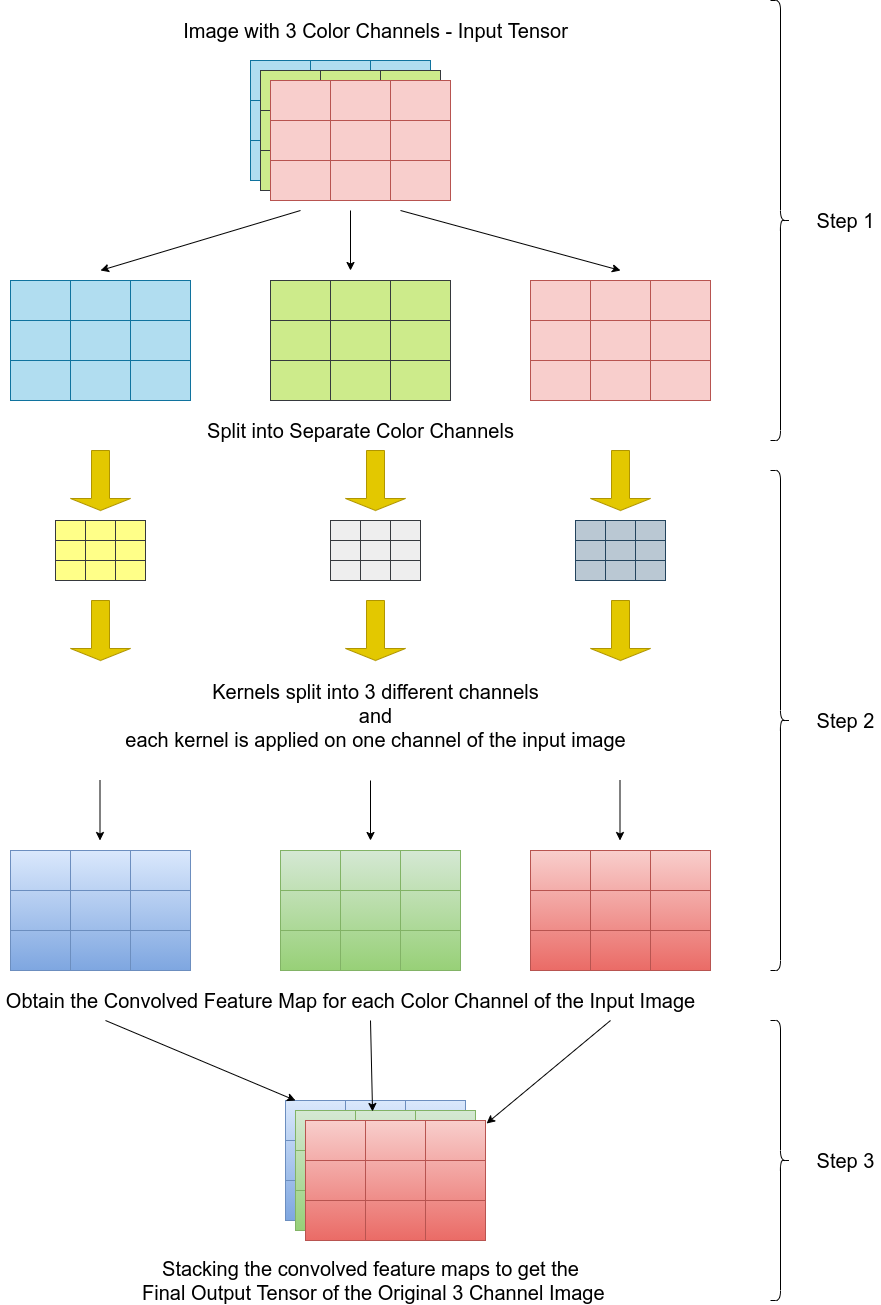 Image with 3 Color Channels - Input Tensor
Step 1
Split into Separate Color Channels
Kernels split into 3 different channels
and
each kernel is applied on one channel of the input image
Step 2
Obtain the Convolved Feature Map for each Color Channel of the Input Image
Step 3
Stacking the convolved feature maps to get the
Final Output Tensor of the Original 3 Channel Image